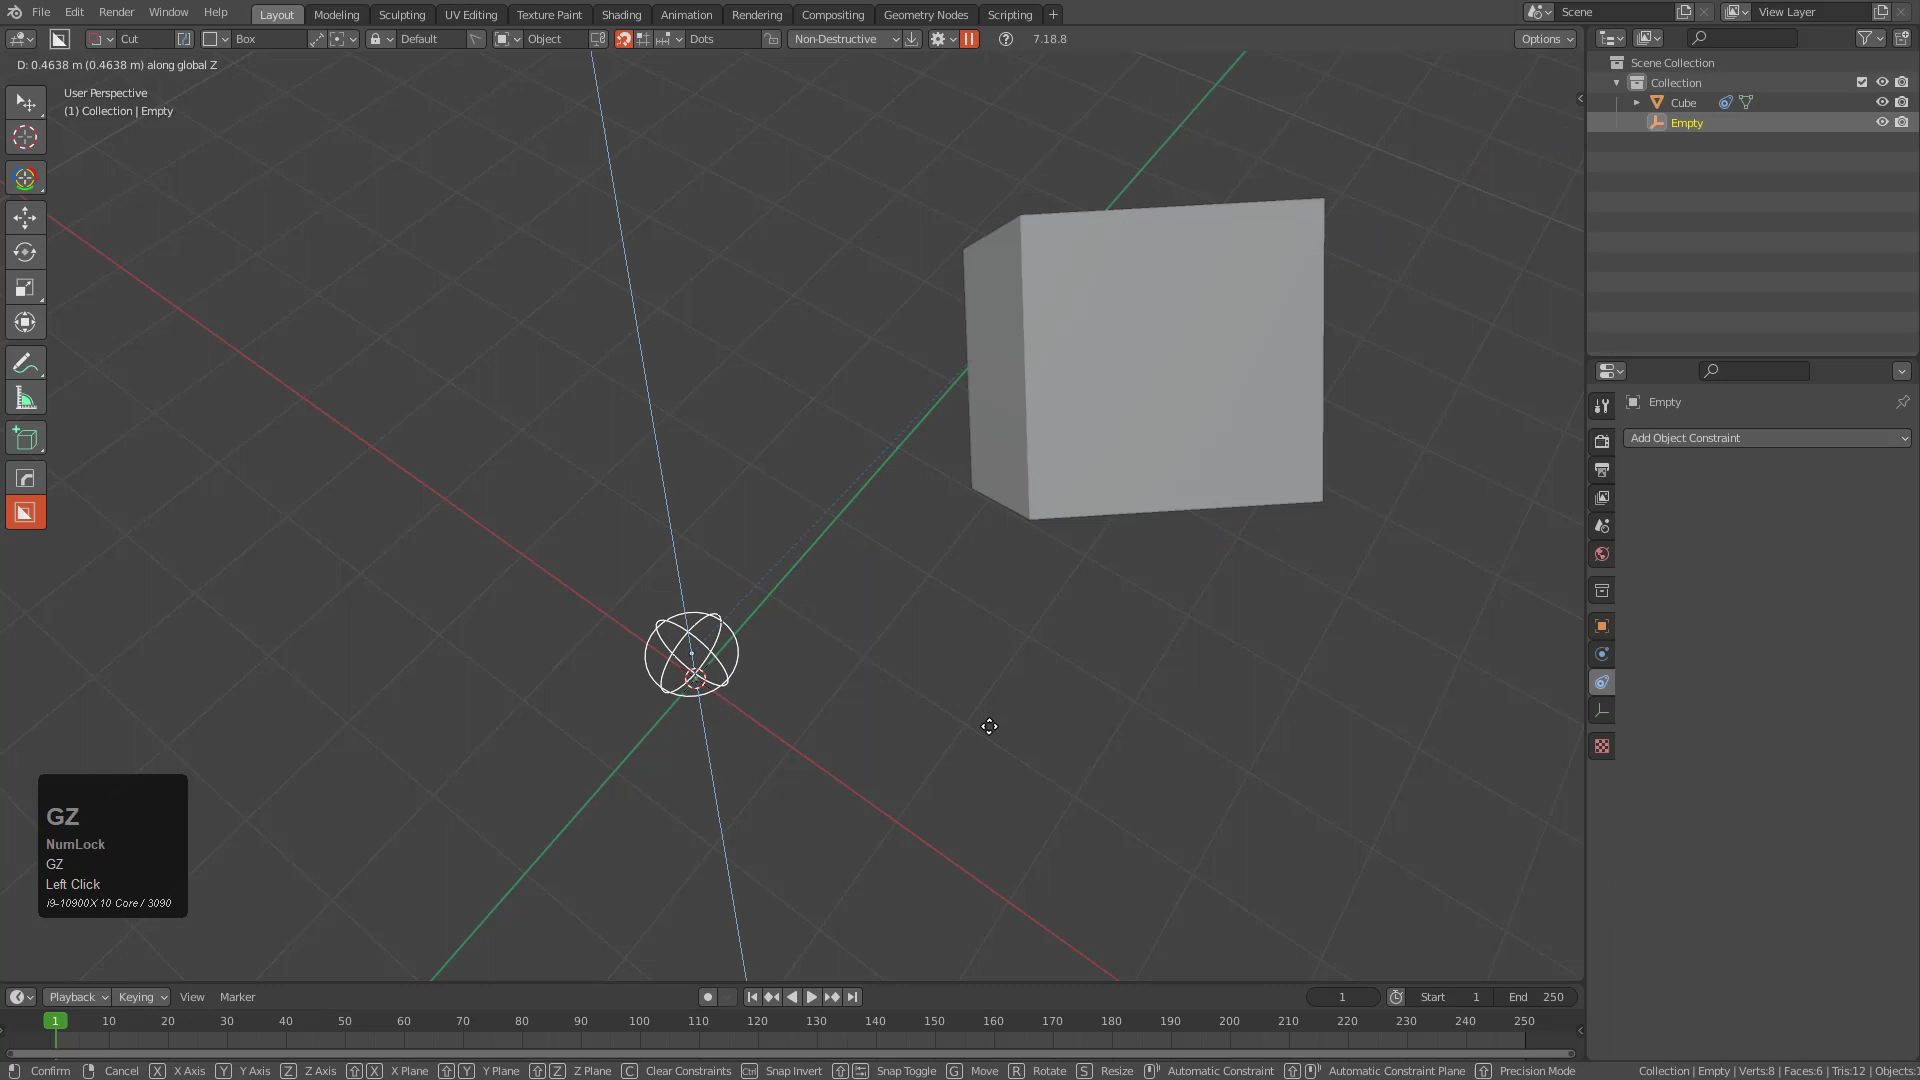 File Edit Render Window Help Layout Modeling Sculpting UV Editing Texture Paint Shading Animation Rendering Compositing Geometry Nodes Scripting + Scene View Layer
Cut Box Default Object Dots Non-Destructive 7.18.8 Options
D: 0.4638 m (0.4638 m) along global Z
User Perspective
(1) Collection | Empty
Scene Collection
Collection
Cube
Empty
Empty
Add Object Constraint
GZ
NumLock
GZ
Left Click
i9-10900X 10 Core / 3090
Playback Keying View Marker 1 Start 1 End 250
1 10 20 30 40 50 60 70 80 90 100 110 120 130 140 150 160 170 180 190 200 210 220 230 240 250
Confirm Cancel X X Axis Y Y Axis Z Z Axis X X Plane Y Y Plane Z Z Plane C Clear Constraints Ctrl Snap Invert Snap Toggle G Move R Rotate S Resize Automatic Constraint Automatic Constraint Plane Precision Mode Collection | Empty | Verts:8 | Faces:6 | Tris:12 | Objects:1